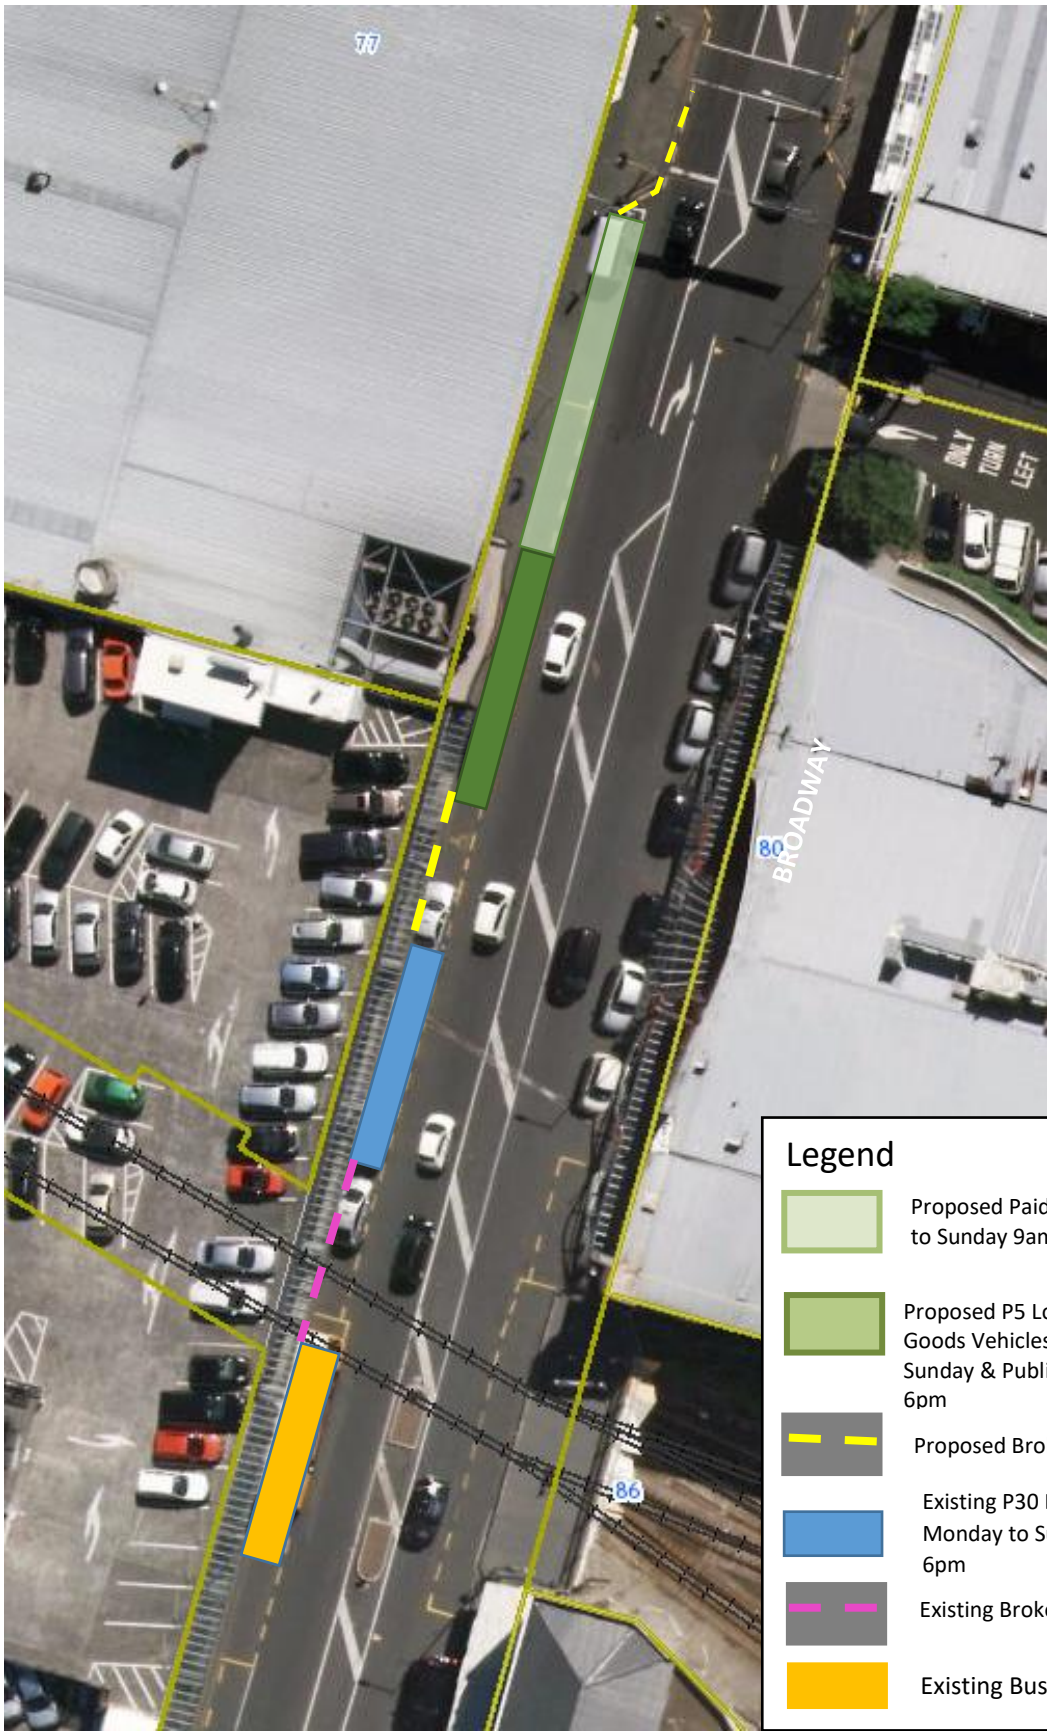 77
ONLY
TURN
LEFT
BROADWAY
80
86
Legend
Proposed Paid
to Sunday 9am
Proposed P5 Lo
Goods Vehicles
Sunday & Publi
6pm
Proposed Bro
Existing P30
Monday to S
6pm
Existing Broke
Existing Bus